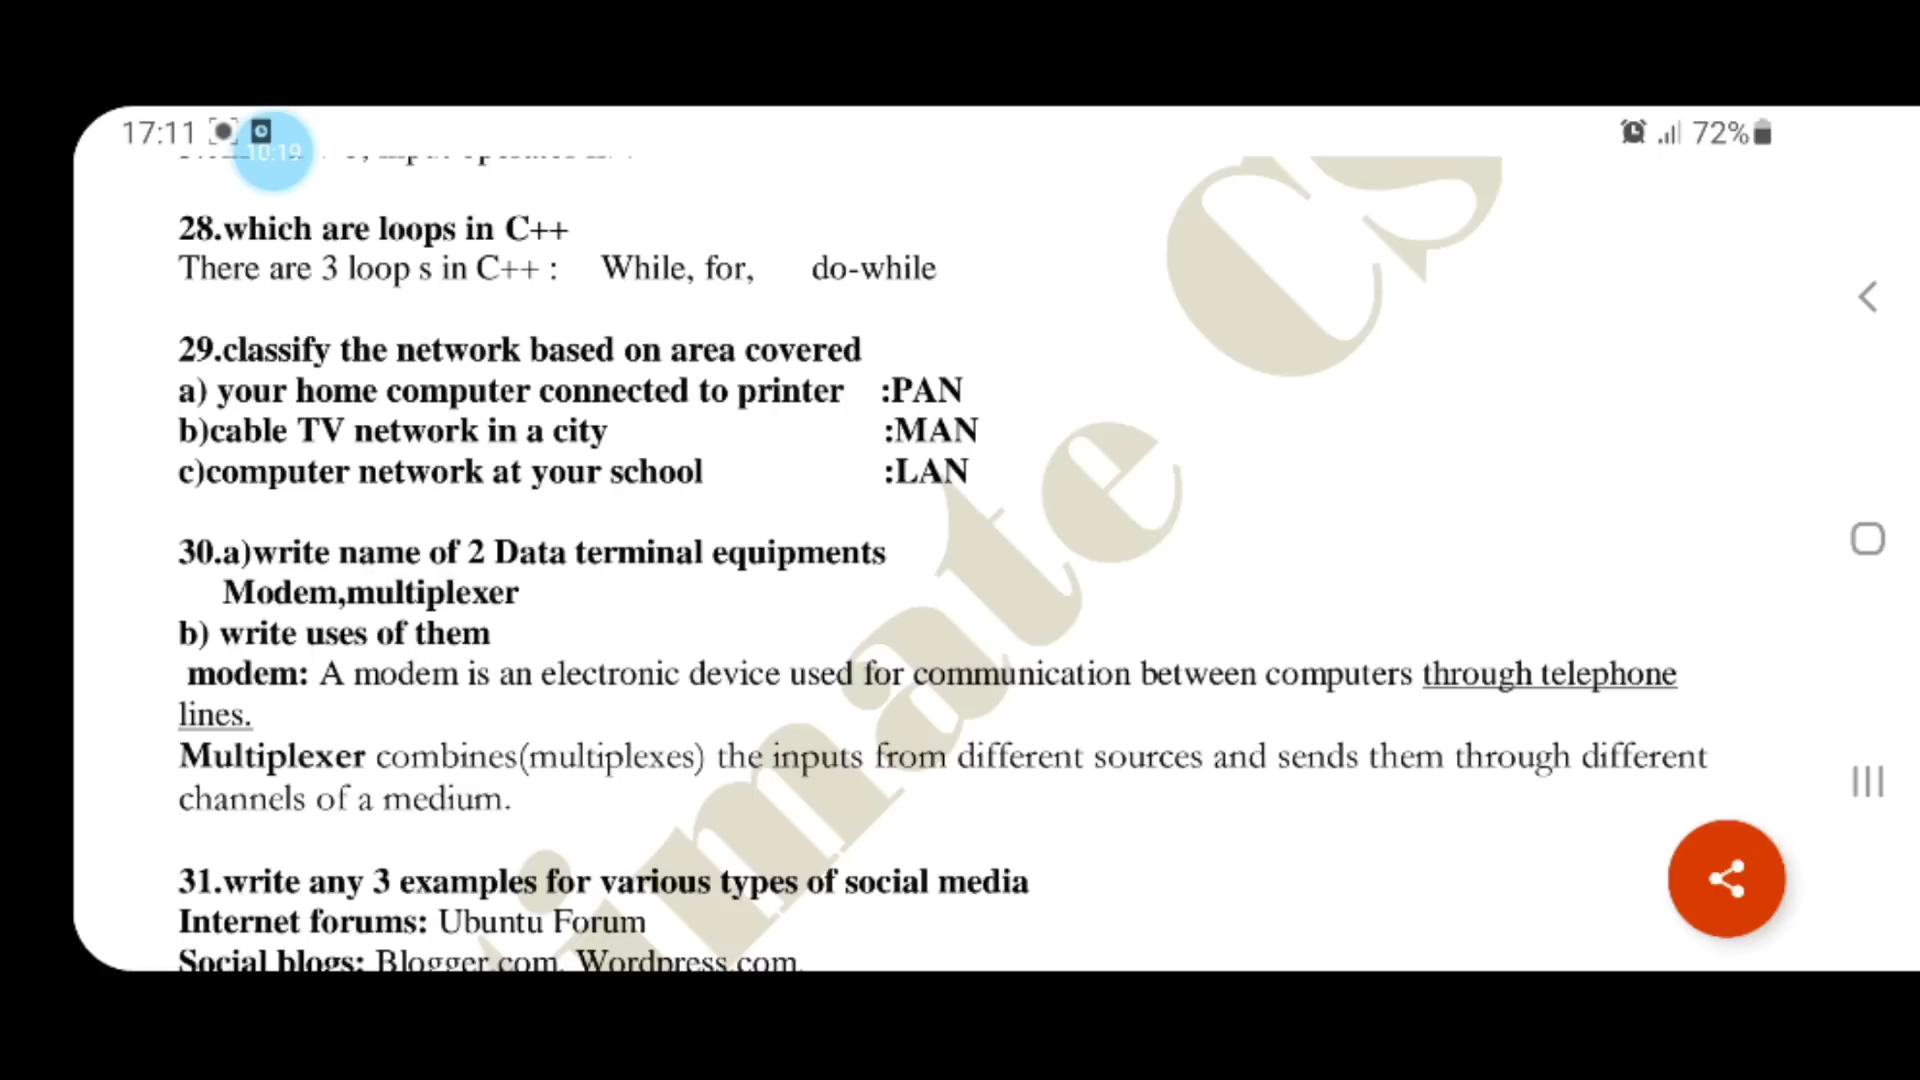 17:11
10:19
72%
28.which are loops in C++
There are 3 loop s in C++ : While, for, do-while
29.classify the network based on area covered
a) your home computer connected to printer :PAN
b)cable TV network in a city :MAN
c)computer network at your school :LAN
30.a)write name of 2 Data terminal equipments
Modem,multiplexer
b) write uses of them
modem: A modem is an electronic device used for communication between computers through telephone
lines.
Multiplexer combines(multiplexes) the inputs from different sources and sends them through different
channels of a medium.
31.write any 3 examples for various types of social media
Internet forums: Ubuntu Forum
Social blogs: Blogger.com, Wordpress.com